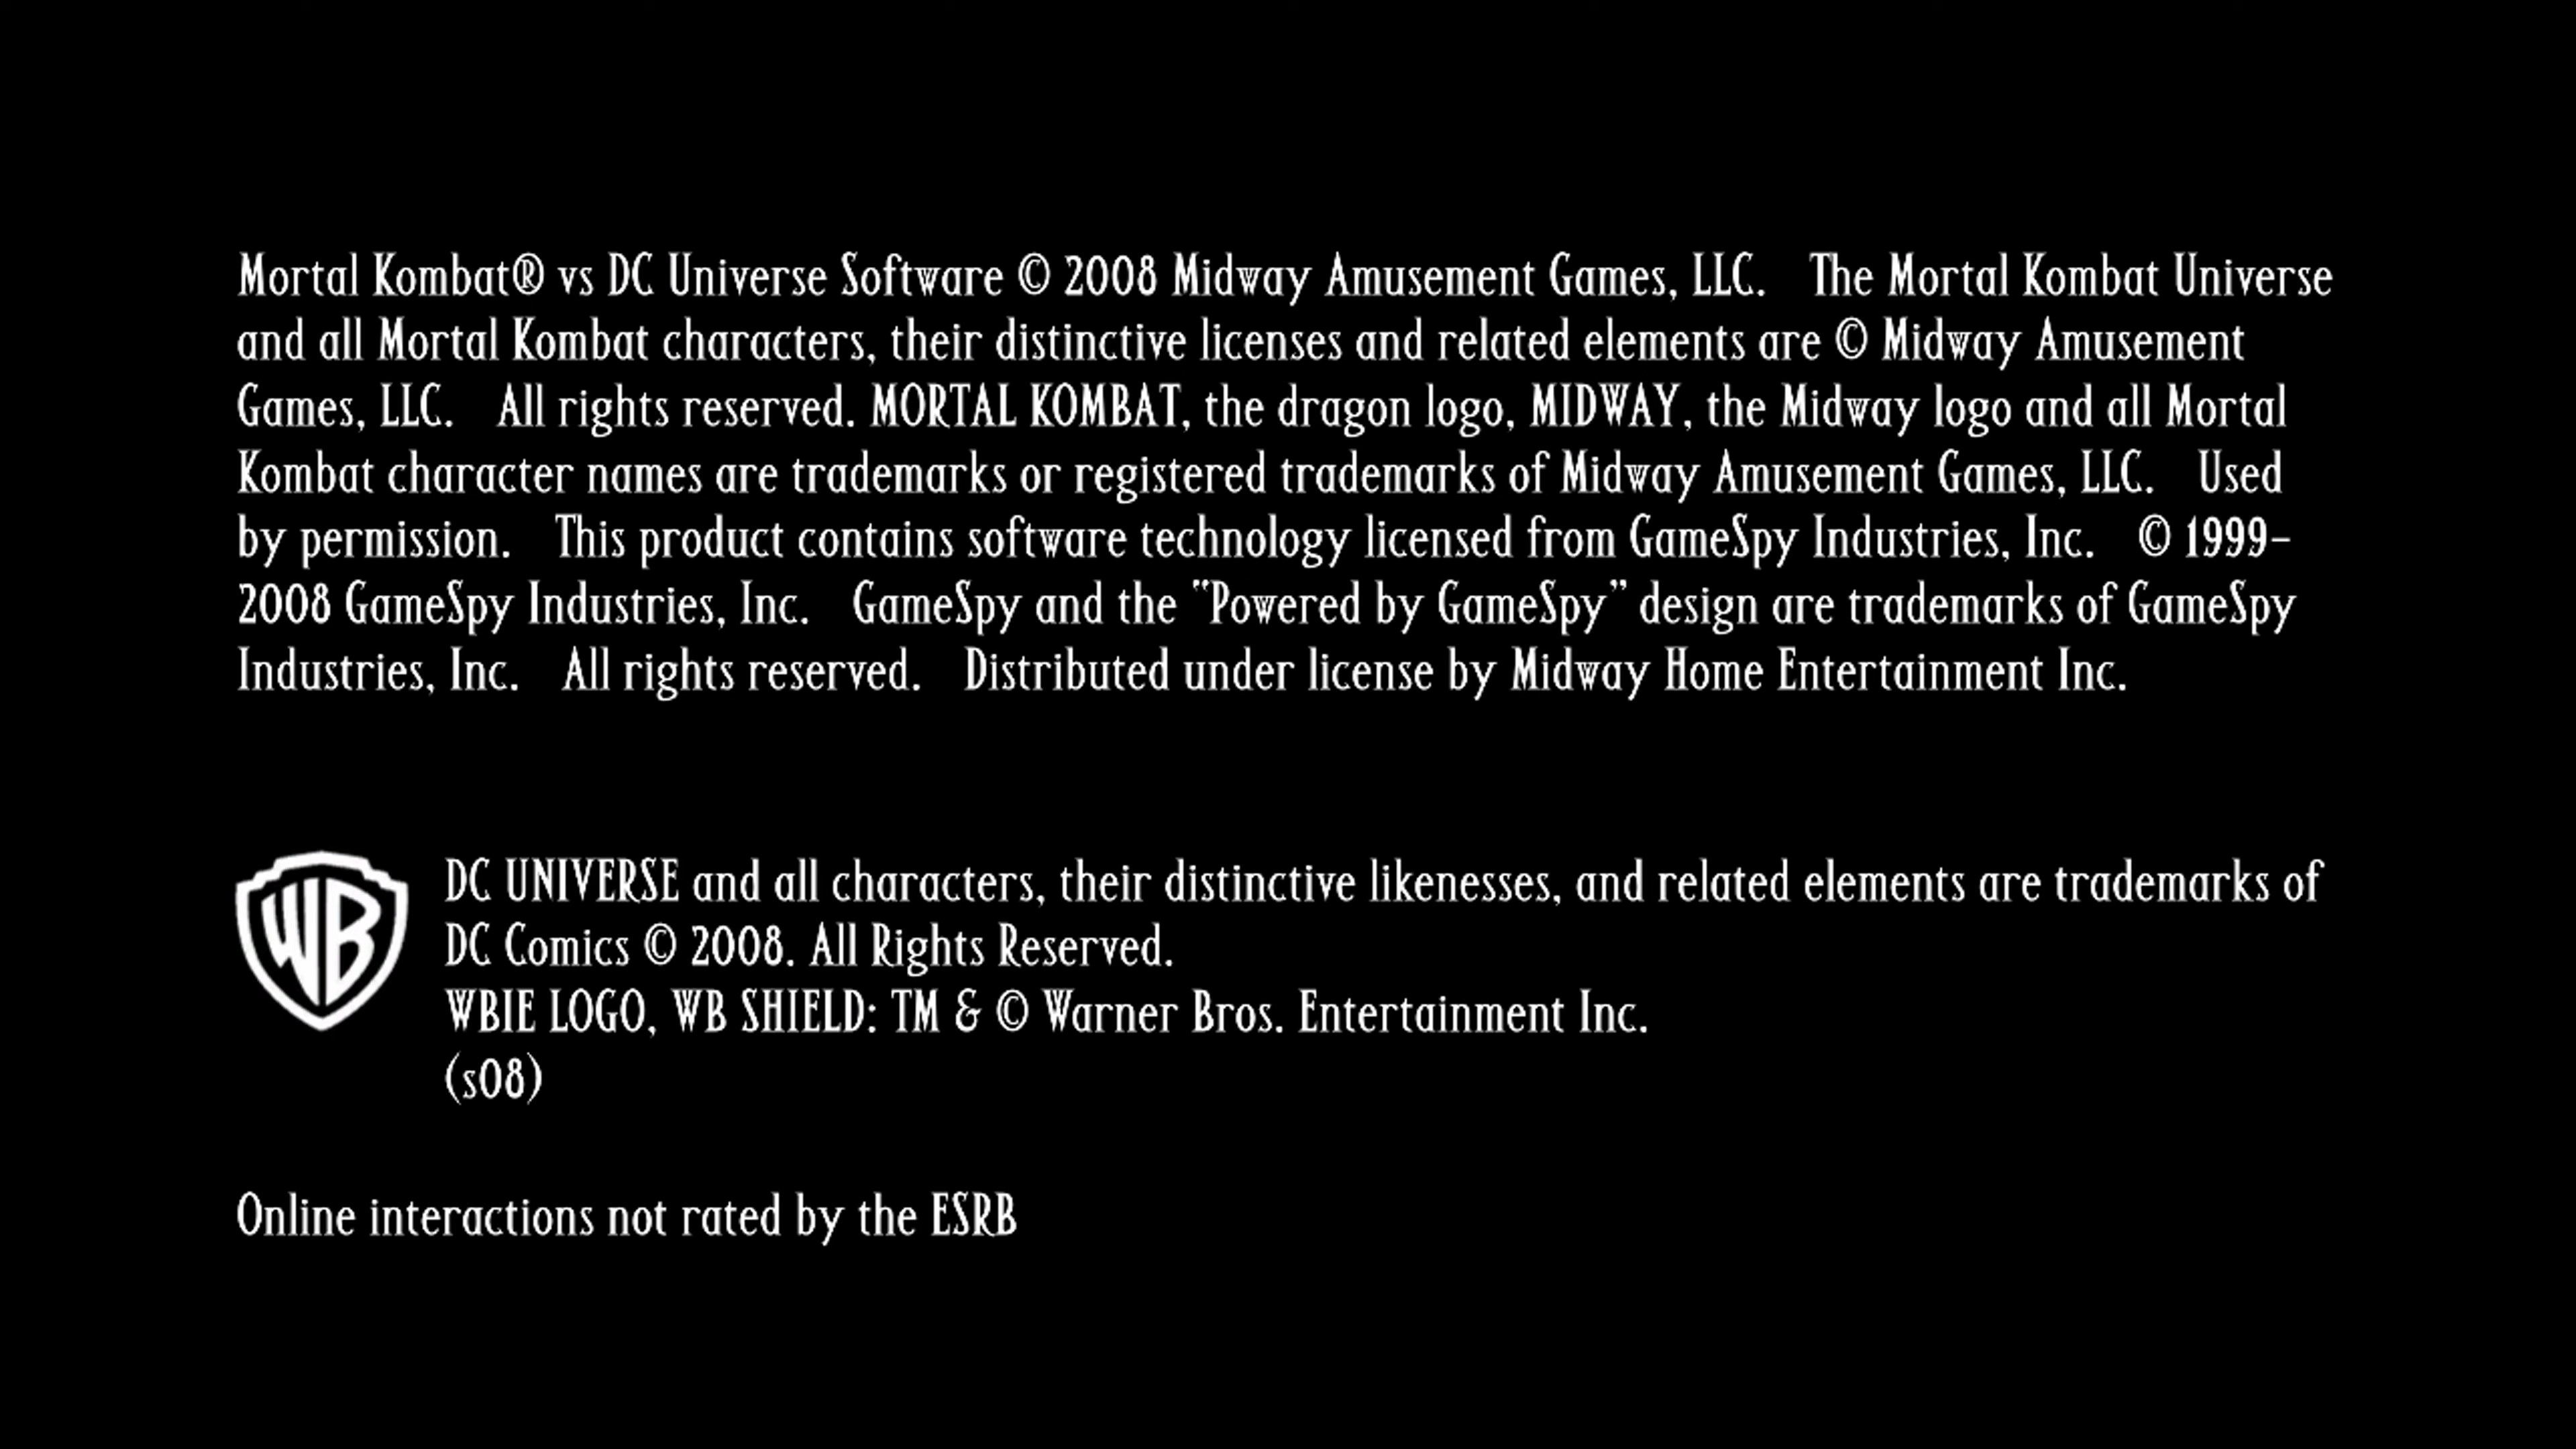 Mortal Kombat® vs DC Universe Software © 2008 Midway Amusement Games, LLC. The Mortal Kombat Universe
and all Mortal Kombat characters, their distinctive licenses and related elements are © Midway Amusement
Games, LLC. All rights reserved. MORTAL KOMBAT, the dragon logo, MIDWAY, the Midway logo and all Mortal
Kombat character names are trademarks or registered trademarks of Midway Amusement Games, LLC. Used
by permission. This product contains software technology licensed from GameSpy Industries, Inc. © 1999-
2008 GameSpy Industries, Inc. GameSpy and the “Powered by GameSpy” design are trademarks of GameSpy
Industries, Inc. All rights reserved. Distributed under license by Midway Home Entertainment Inc.
WB
DC UNIVERSE and all characters, their distinctive likenesses, and related elements are trademarks of
DC Comics © 2008. All Rights Reserved.
WBIE LOGO, WB SHIELD: TM & © Warner Bros. Entertainment Inc.
(s08)
Online interactions not rated by the ESRB